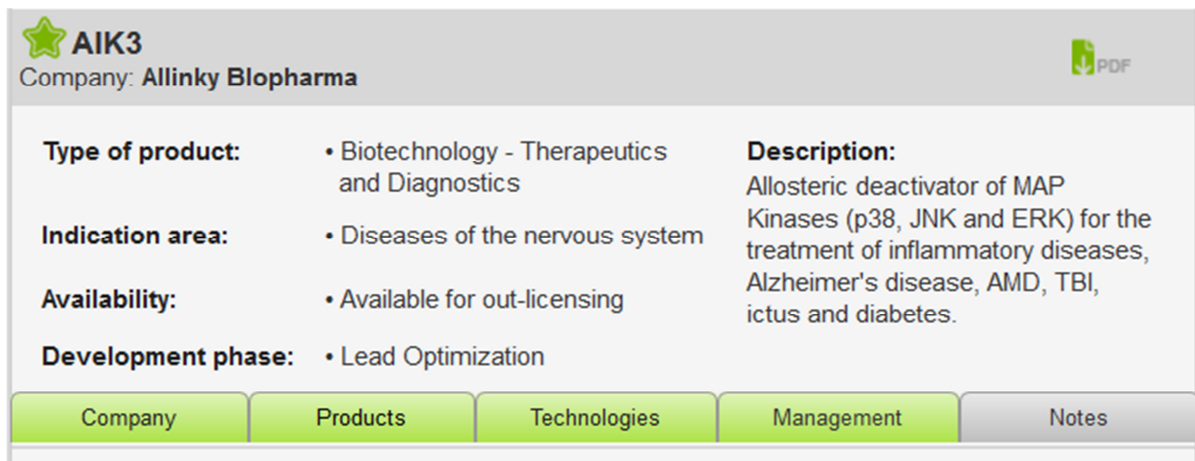 AIK3
Company: Allinky Blopharma
PDF
Type of product:
• Biotechnology - Therapeutics
and Diagnostics
Indication area:
• Diseases of the nervous system
Availability:
• Available for out-licensing
Development phase:
• Lead Optimization
Description:
Allosteric deactivator of MAP
Kinases (p38, JNK and ERK) for the
treatment of inflammatory diseases,
Alzheimer's disease, AMD, TBI,
ictus and diabetes.
Company
Products
Technologies
Management
Notes